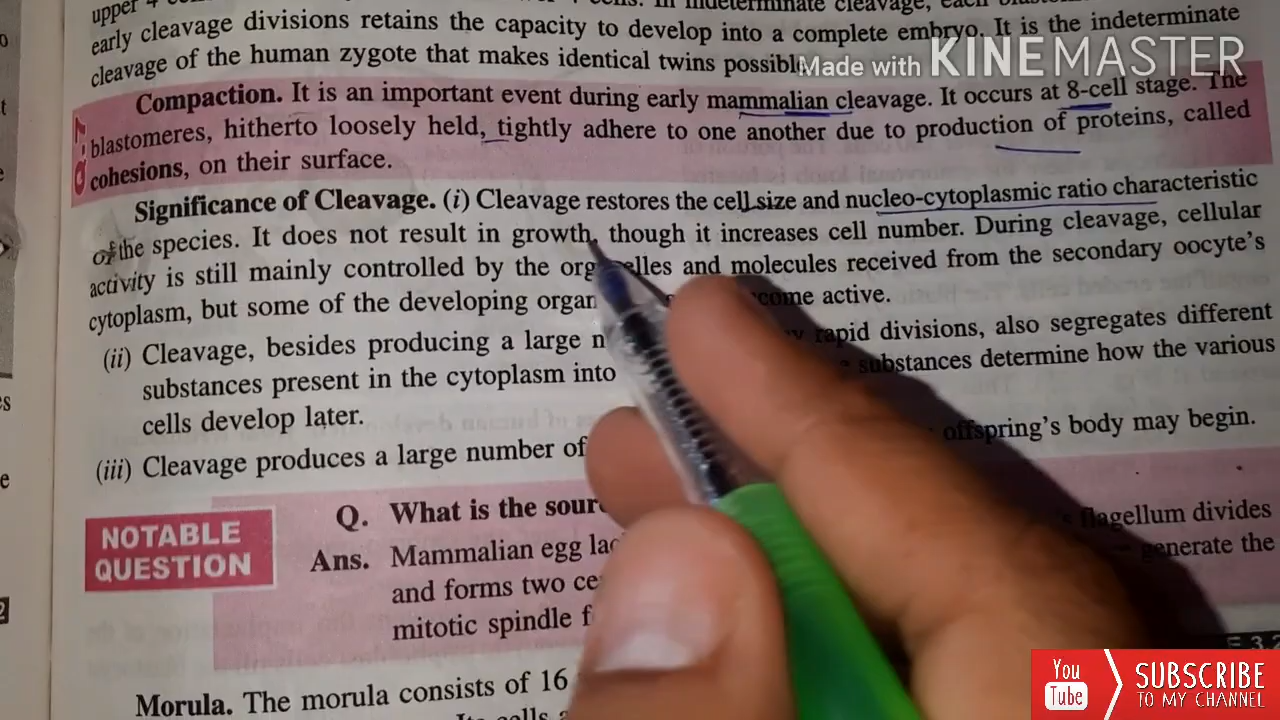 upper 4 cells. In indeterminate cleavage, each
early cleavage divisions retains the capacity to develop into a complete embryo. It is the indeterminate
cleavage of the human zygote that makes identical twins possible
Made with KINEMASTER
Compaction. It is an important event during early mammalian cleavage. It occurs at 8-cell stage. The
blastomeres, hitherto loosely held, tightly adhere to one another due to production of proteins, called
cohesions, on their surface.
Significance of Cleavage. (i) Cleavage restores the cell size and nucleo-cytoplasmic ratio characteristic
of the species. It does not result in growth, though it increases cell number. During cleavage, cellular
activity is still mainly controlled by the organelles and molecules received from the secondary oocyte's
cytoplasm, but some of the developing organ come active.
(ii) Cleavage, besides producing a large n rapid divisions, also segregates different
substances present in the cytoplasm into substances determine how the various
cells develop later.
(iii) Cleavage produces a large number of offspring's body may begin.
NOTABLE
QUESTION
Q. What is the sour
Ans. Mammalian egg lac flagellum divides
and forms two ce generate the
mitotic spindle f
Morula. The morula consists of 16
Its cells
You
Tube
SUBSCRIBE
TO MY CHANNEL